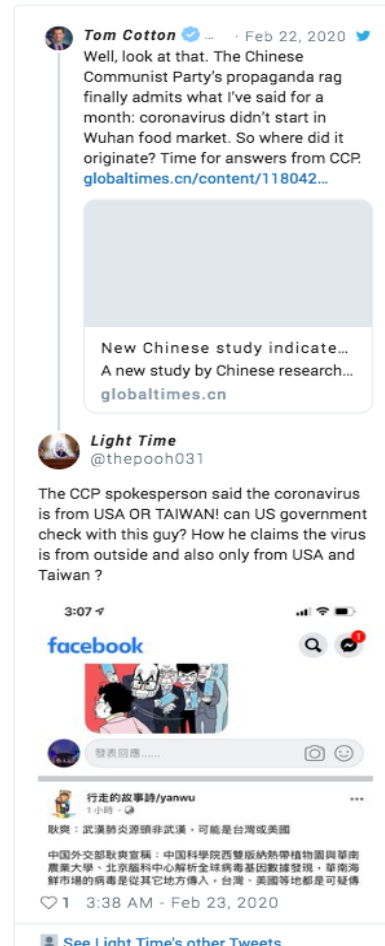 Tom Cotton ... · Feb 22, 2020
Well, look at that. The Chinese
Communist Party's propaganda rag
finally admits what I've said for a
month: coronavirus didn't start in
Wuhan food market. So where did it
originate? Time for answers from CCP.
globaltimes.cn/content/118042...
New Chinese study indicate...
A new study by Chinese research...
globaltimes.cn
Light Time
@thepooh031
The CCP spokesperson said the coronavirus
is from USA OR TAIWAN! can US government
check with this guy? How he claims the virus
is from outside and also only from USA and
Taiwan ?
3:07
facebook
1
發表回應......
行走的故事詩/yanwu
1小時 ·
耿爽：武漢肺炎源頭非武漢，可能是台灣或美國
中国外交部耿爽宣稱：中国科學院西雙版納熱帶植物園與華南
農業大學、北京腦科中心解析全球病毒基因數據發現，華南海
鮮市場的病毒是從其它地方傳入，台灣、美國等地都是可疑傳
1 3:38 AM - Feb 23, 2020
See Light Time's other Tweets